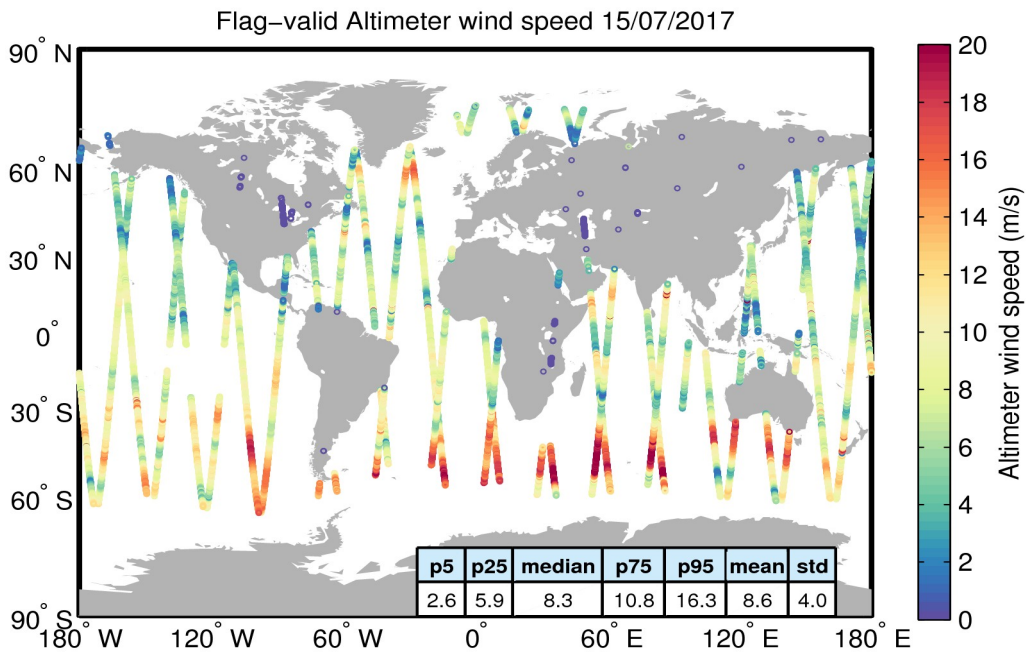 Flag−valid Altimeter wind speed 15/07/2017
90° N
60° N
30° N
0°
30° S
60° S
90° S
180° W
120° W
60° W
0°
60° E
120° E
180° E
p5 p25 median p75 p95 mean std
2.6 5.9 8.3 10.8 16.3 8.6 4.0
20
18
16
14
12
10
8
6
4
2
0
Altimeter wind speed (m/s)